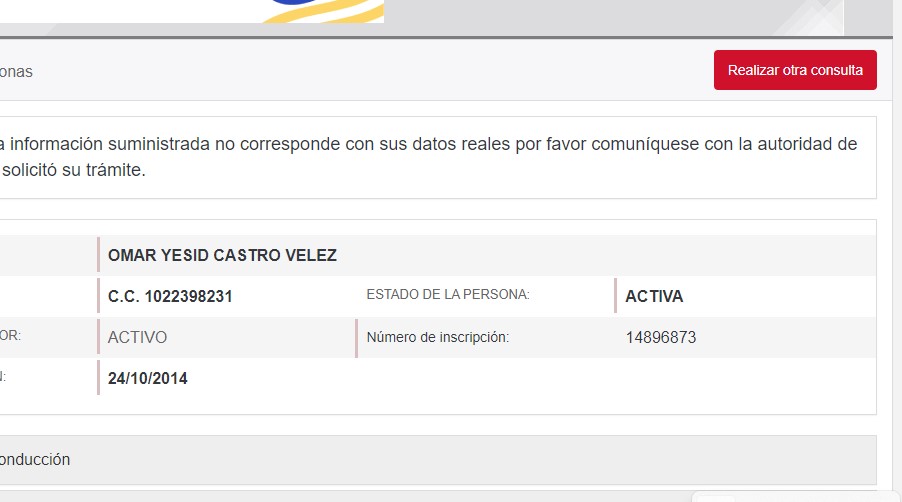 onas
Realizar otra consulta
a información suministrada no corresponde con sus datos reales por favor comuníquese con la autoridad de
solicitó su trámite.
OMAR YESID CASTRO VELEZ
C.C. 1022398231 ESTADO DE LA PERSONA: ACTIVA
OR: ACTIVO Número de inscripción: 14896873
N: 24/10/2014
onducción